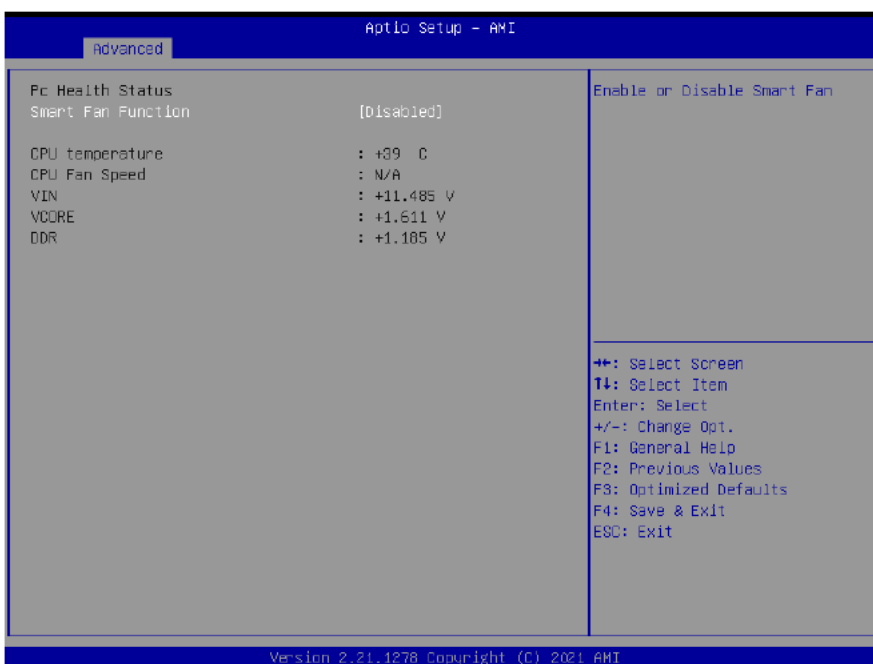 Aptio Setup - AMI
Advanced
Pc Health Status
Smart Fan Function [Disabled]
CPU temperature : +39 C
CPU Fan Speed : N/A
VIN : +11.485 V
VCORE : +1.611 V
DDR : +1.185 V
Enable or Disable Smart Fan
→←: Select Screen
↑↓: Select Item
Enter: Select
+/-: Change Opt.
F1: General Help
F2: Previous Values
F3: Optimized Defaults
F4: Save & Exit
ESC: Exit
Version 2.21.1278 Copyright (C) 2021 AMI